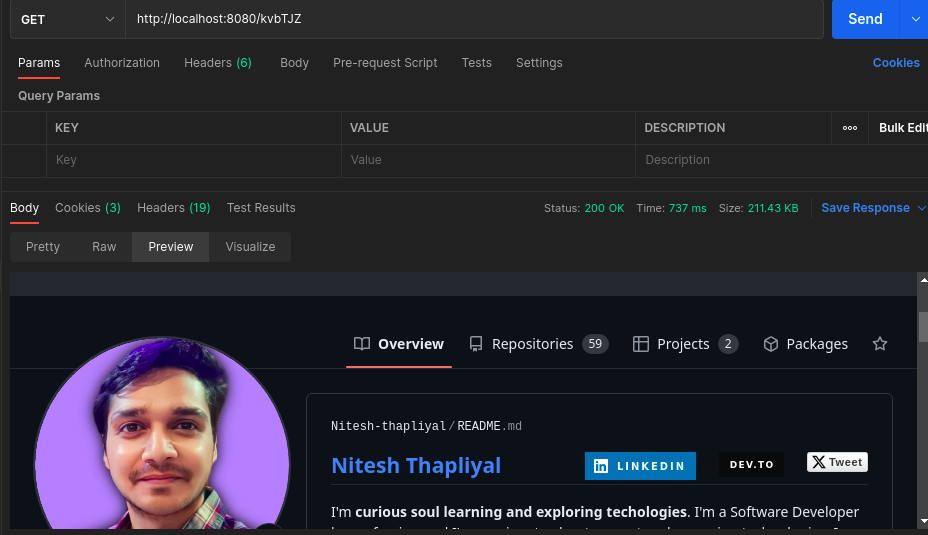 GET http://localhost:8080/kvbTJZ Send
Params Authorization Headers (6) Body Pre-request Script Tests Settings Cookies
Query Params
KEY VALUE DESCRIPTION Bulk Edit
Key Value Description
Body Cookies (3) Headers (19) Test Results Status: 200 OK Time: 737 ms Size: 211.43 KB Save Response
Pretty Raw Preview Visualize
Overview Repositories 59 Projects 2 Packages
Nitesh-thapliyal/README.md
Nitesh Thapliyal LINKEDIN DEV.TO Tweet
I'm curious soul learning and exploring techologies. I'm a Software Developer